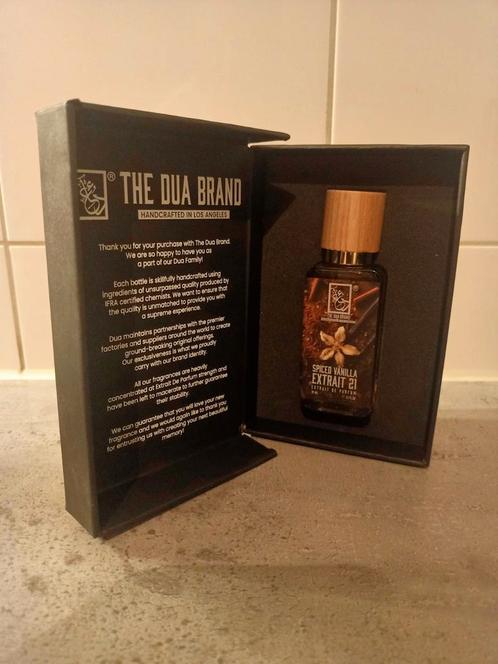 ®
THE DUA BRAND
HANDCRAFTED IN LOS ANGELES
Thank you for your purchase with The Dua Brand.
We are so happy to have you as
a part of our Dua Family!
Each bottle is skillfully handcrafted using
ingredients of unsurpassed quality produced by
IFRA certified chemists. We want to ensure that
the quality is unmatched to provide you with
a supreme experience.
Dua maintains partnerships with the premier
factories and suppliers around the world to create
ground-breaking original offerings.
Our exclusiveness is what we proudly
carry with our brand identity.
All our fragrances are heavily
concentrated at Extrait De Parfum strength and
have been left to macerate to further guarantee
their stability.
We can guarantee that you will love your new
fragrance and we would again like to thank you
for entrusting us with creating your next beautiful
memory!
THE DUA BRAND
SPICED VANILLA
EXTRAIT 21
EXTRAIT DE PARFUM